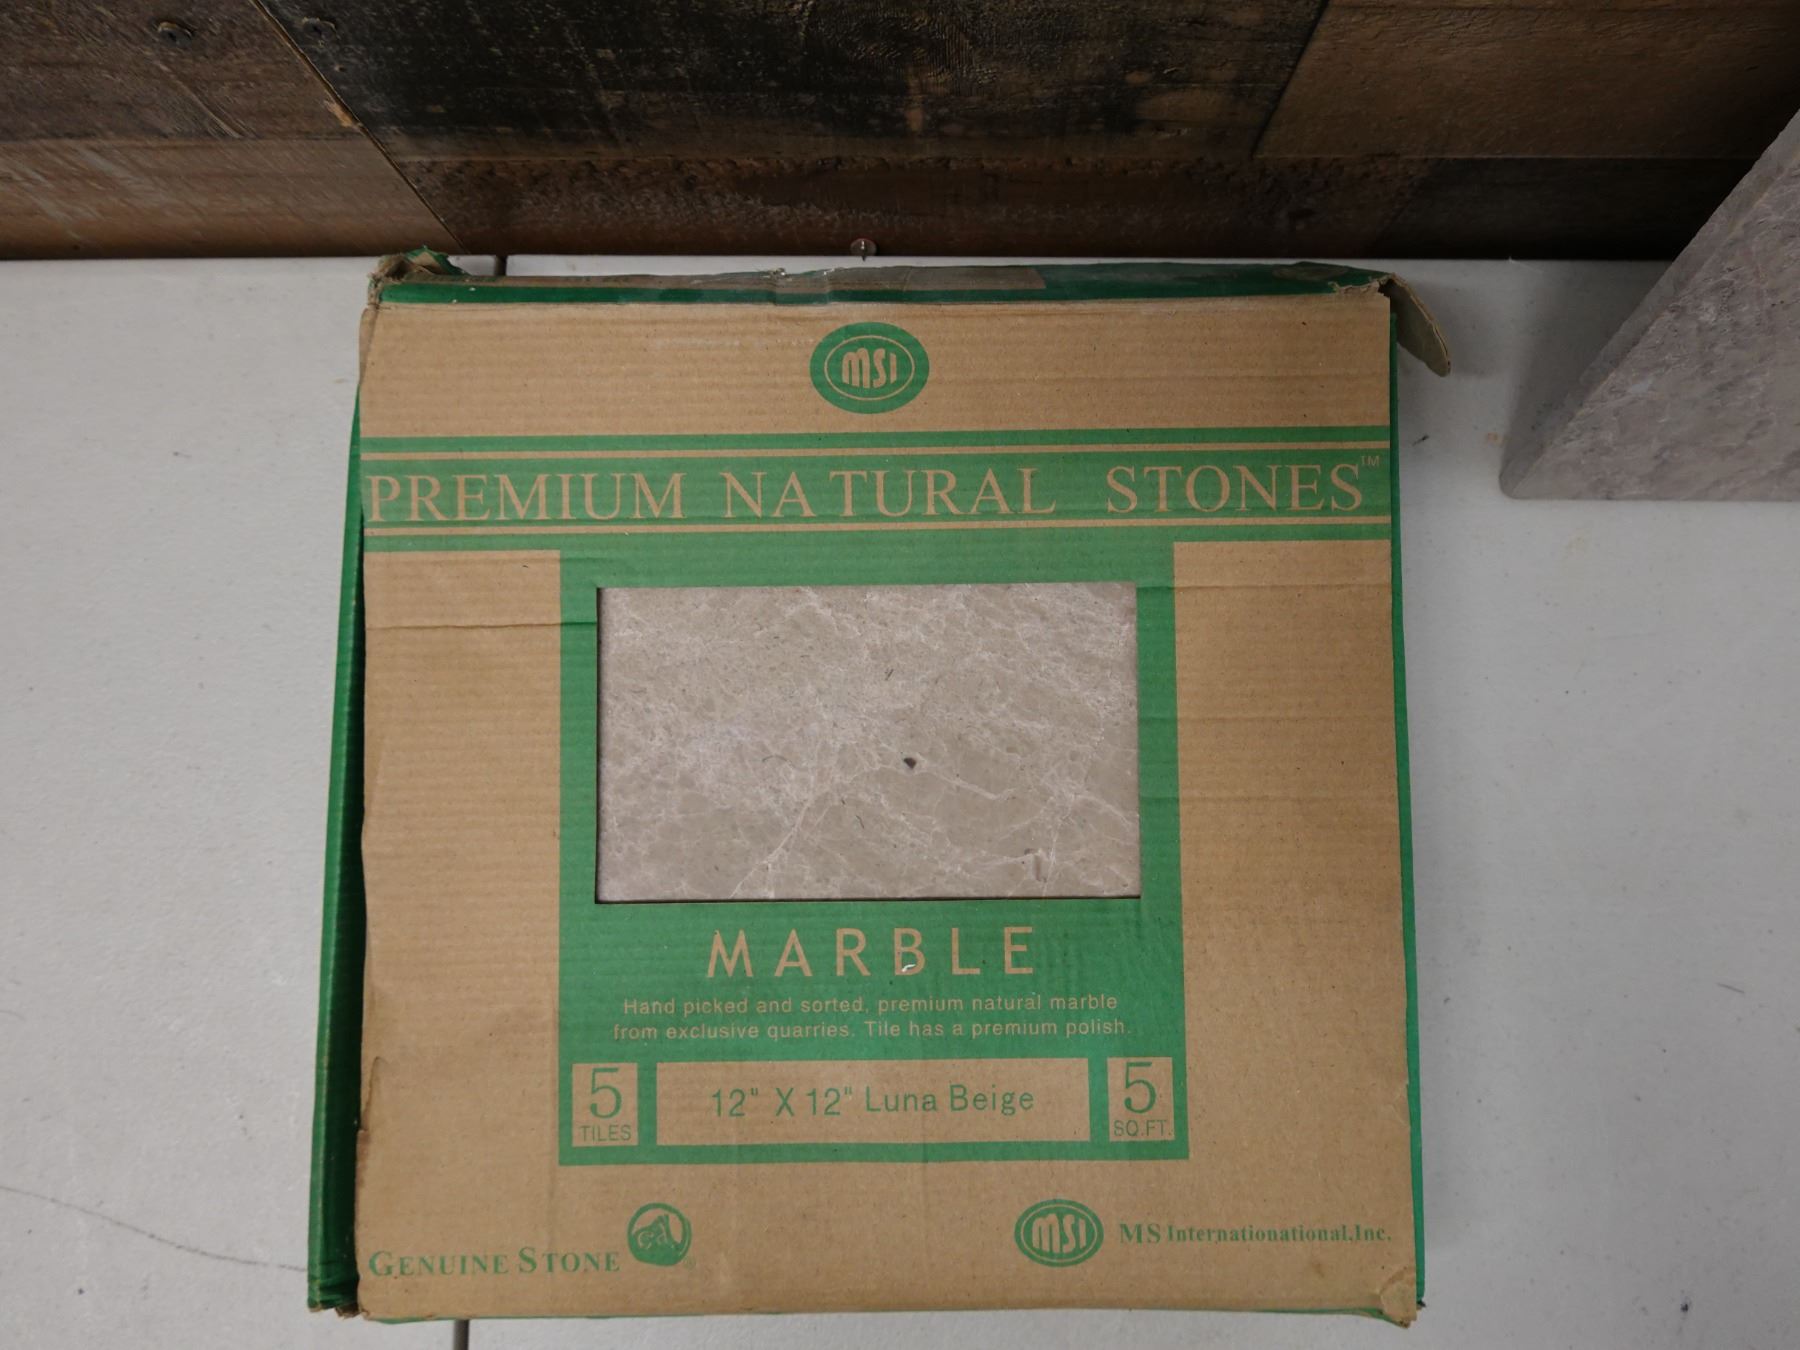 MSI
PREMIUM NATURAL STONES™
MARBLE
Hand picked and sorted, premium natural marble
from exclusive quarries. Tile has a premium polish.
5
TILES
12" X 12" Luna Beige
5
SQ.FT.
GENUINE STONE ®
MSI MS Internationational,Inc.